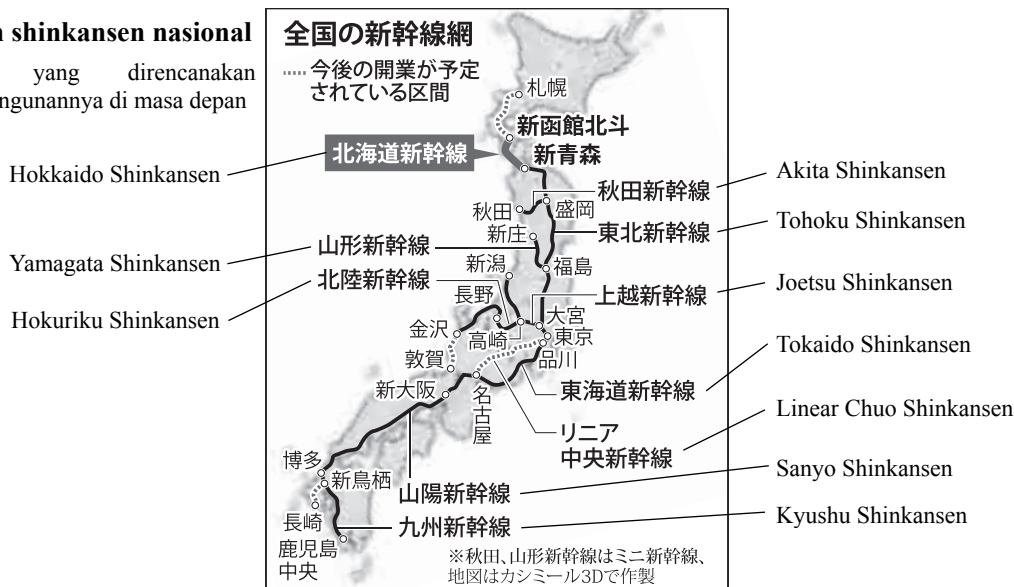 shinkansen nasional
yang direncanakan
di masa depan
全国の新幹線網
今後の開業が予定
されている区間
札幌
新函館北斗
北海道新幹線
新青森
秋田新幹線
秋田
盛岡
新庄
東北新幹線
山形新幹線
新潟
福島
北陸新幹線
長野
上越新幹線
大宮
金沢
高崎
東京
敦賀
品川
新大阪
名古屋
東海道新幹線
リニア
中央新幹線
博多
新鳥栖
山陽新幹線
長崎
九州新幹線
鹿児島
中央
※秋田、山形新幹線はミニ新幹線、
地図はカシミール3Dで作製
Hokkaido Shinkansen
Yamagata Shinkansen
Hokuriku Shinkansen
Akita Shinkansen
Tohoku Shinkansen
Joetsu Shinkansen
Tokaido Shinkansen
Linear Chuo Shinkansen
Sanyo Shinkansen
Kyushu Shinkansen